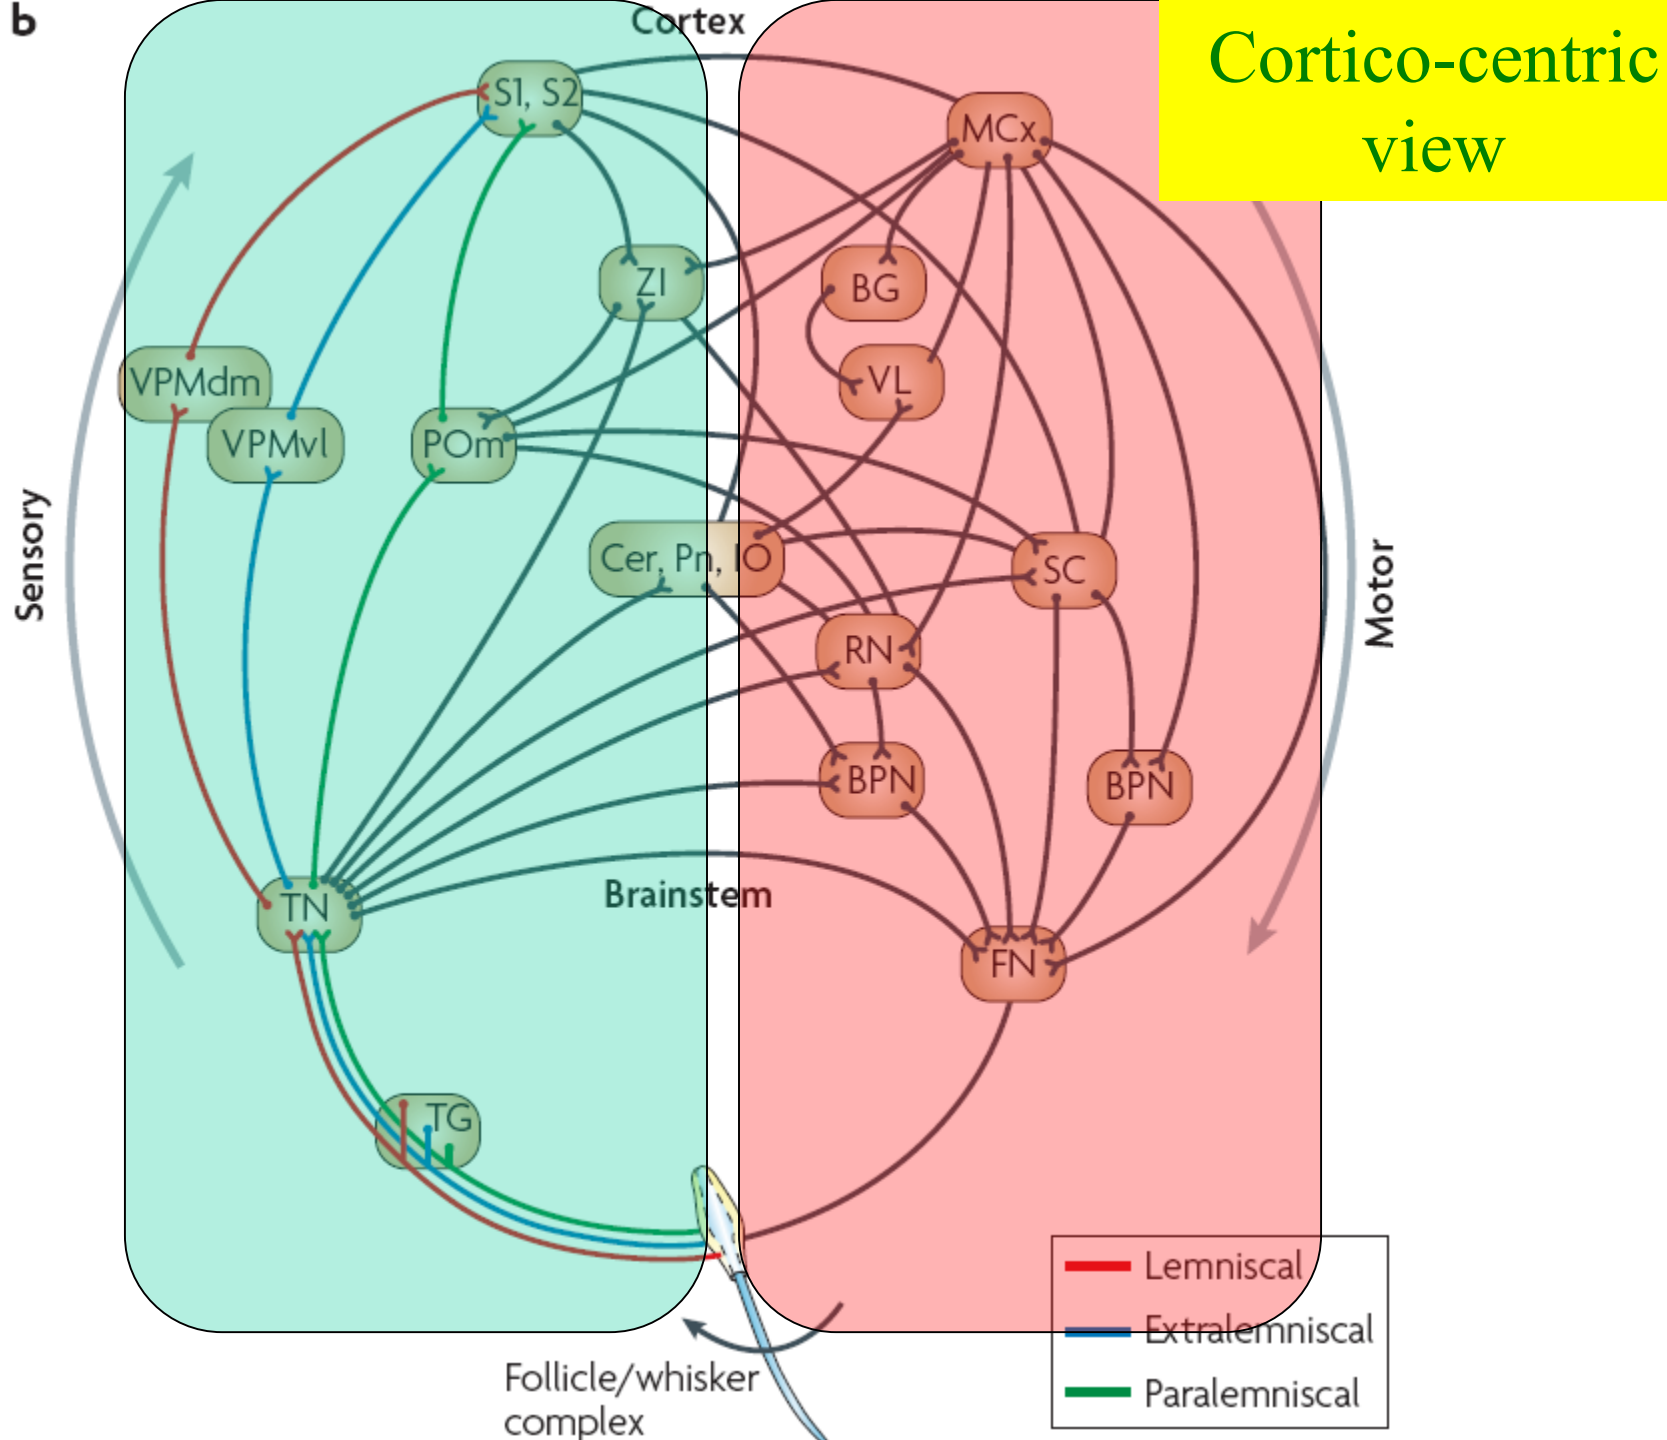 b
Cortex
Cortico-centric
view
S1, S2
MCx
ZI
BG
VPMdm
VL
VPMvl
POm
Sensory
Cer, Pn, IO
SC
Motor
RN
BPN
BPN
TN
Brainstem
FN
TG
Lemniscal
Extralemniscal
Paralemniscal
Follicle/whisker
complex